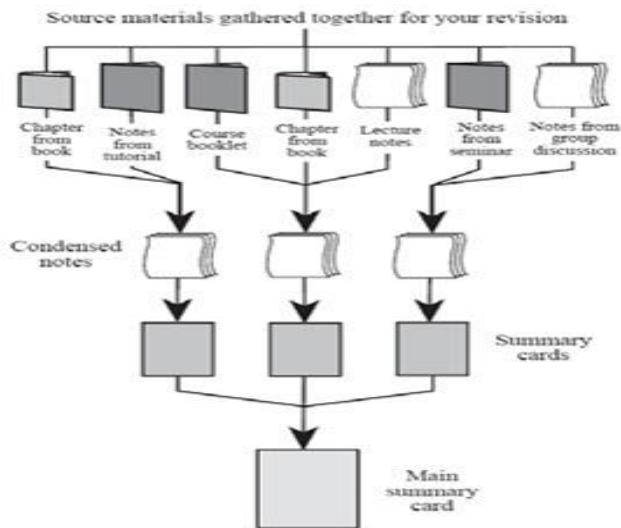 Source materials gathered together for your revision
Chapter
from
book
Notes
from
tutorial
Course
booklet
Chapter
from
book
Lecture
notes
Notes
from
seminar
Notes from
group
discussion
Condensed
notes
Summary
cards
Main
summary
card